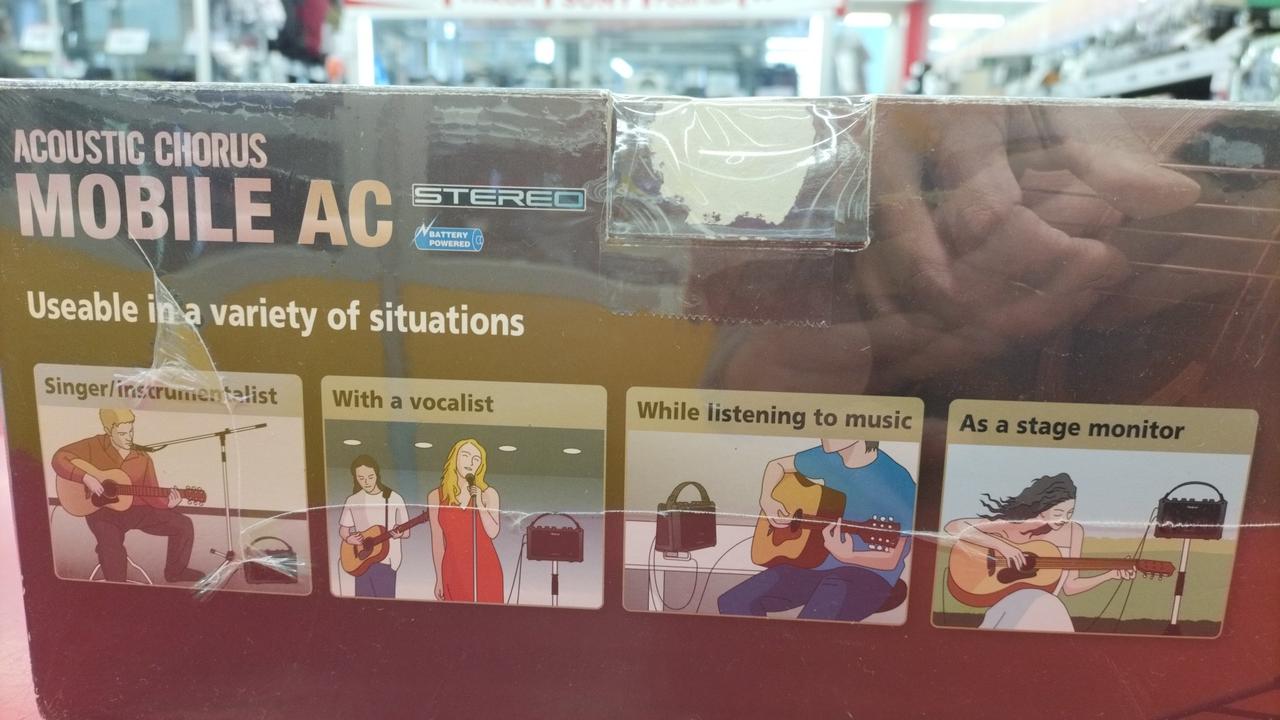 ACOUSTIC CHORUS
MOBILE AC
STEREO
BATTERY
POWERED
Useable in a variety of situations
Singer/instrumentalist
With a vocalist
While listening to music
As a stage monitor